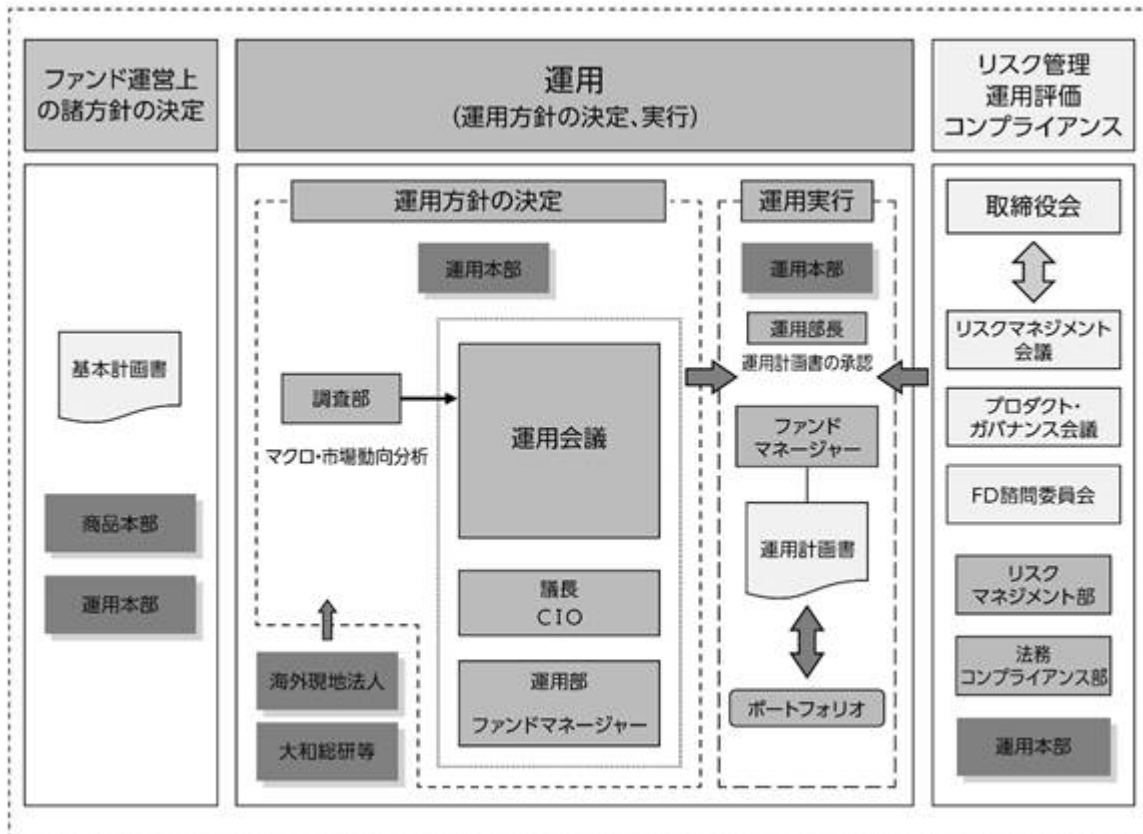 ファンド運営上
の諸方針の決定
運用
(運用方針の決定、実行)
リスク管理
運用評価
コンプライアンス
基本計画書
商品本部
運用本部
運用方針の決定
運用本部
調査部
マクロ・市場動向分析
運用会議
議長
CIO
運用部
ファンドマネージャー
海外現地法人
大和総研等
運用実行
運用本部
運用部長
運用計画書の承認
ファンド
マネージャー
運用計画書
ポートフォリオ
取締役会
リスクマネジメント
会議
プロダクト・
ガバナンス会議
FD諮問委員会
リスク
マネジメント部
法務
コンプライアンス部
運用本部